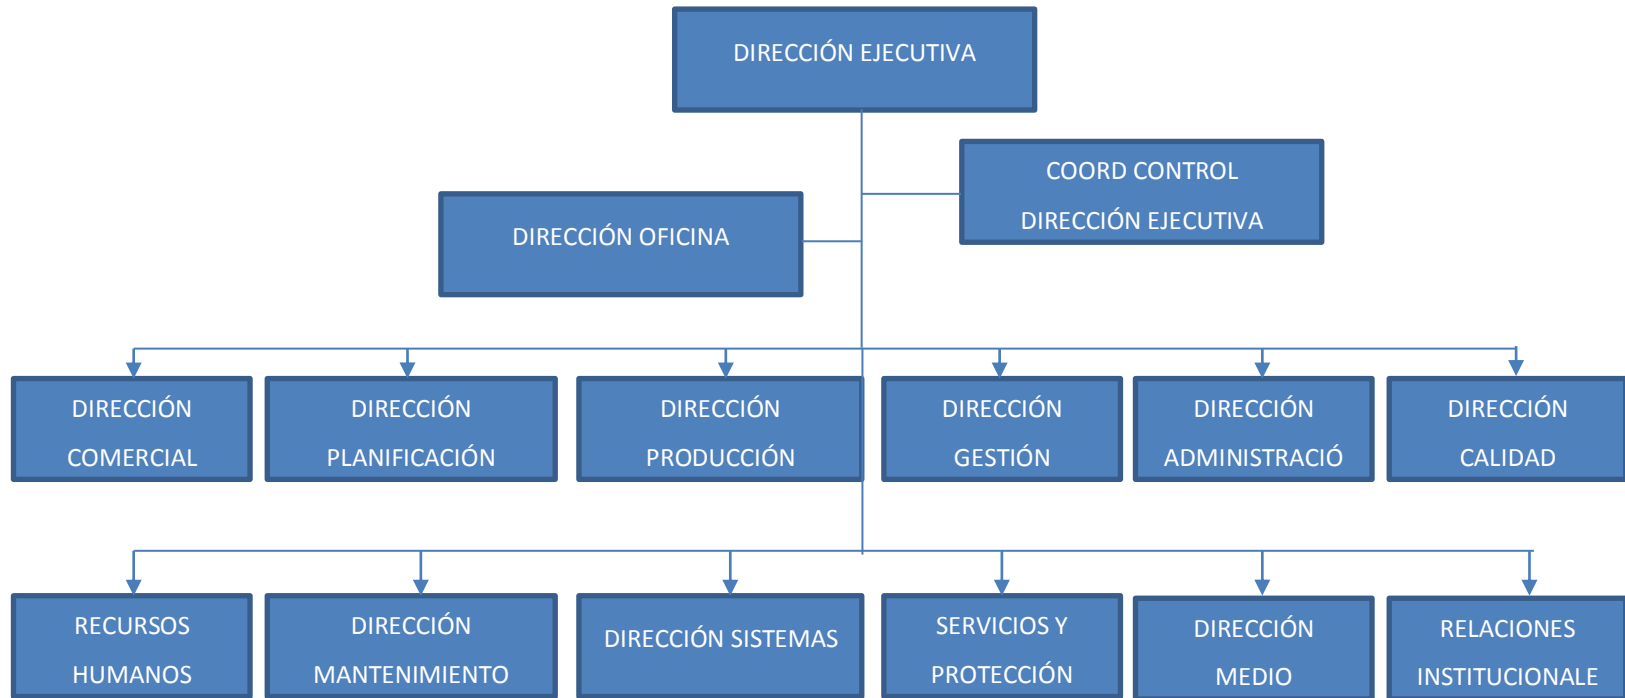 DIRECCIÓN EJECUTIVA
COORD CONTROL
DIRECCIÓN EJECUTIVA
DIRECCIÓN OFICINA
DIRECCIÓN
COMERCIAL
DIRECCIÓN
PLANIFICACIÓN
DIRECCIÓN
PRODUCCIÓN
DIRECCIÓN
GESTIÓN
DIRECCIÓN
ADMINISTRACIÓ
DIRECCIÓN
CALIDAD
RECURSOS
HUMANOS
DIRECCIÓN
MANTENIMIENTO
DIRECCIÓN SISTEMAS
SERVICIOS Y
PROTECCIÓN
DIRECCIÓN
MEDIO
RELACIONES
INSTITUCIONALE